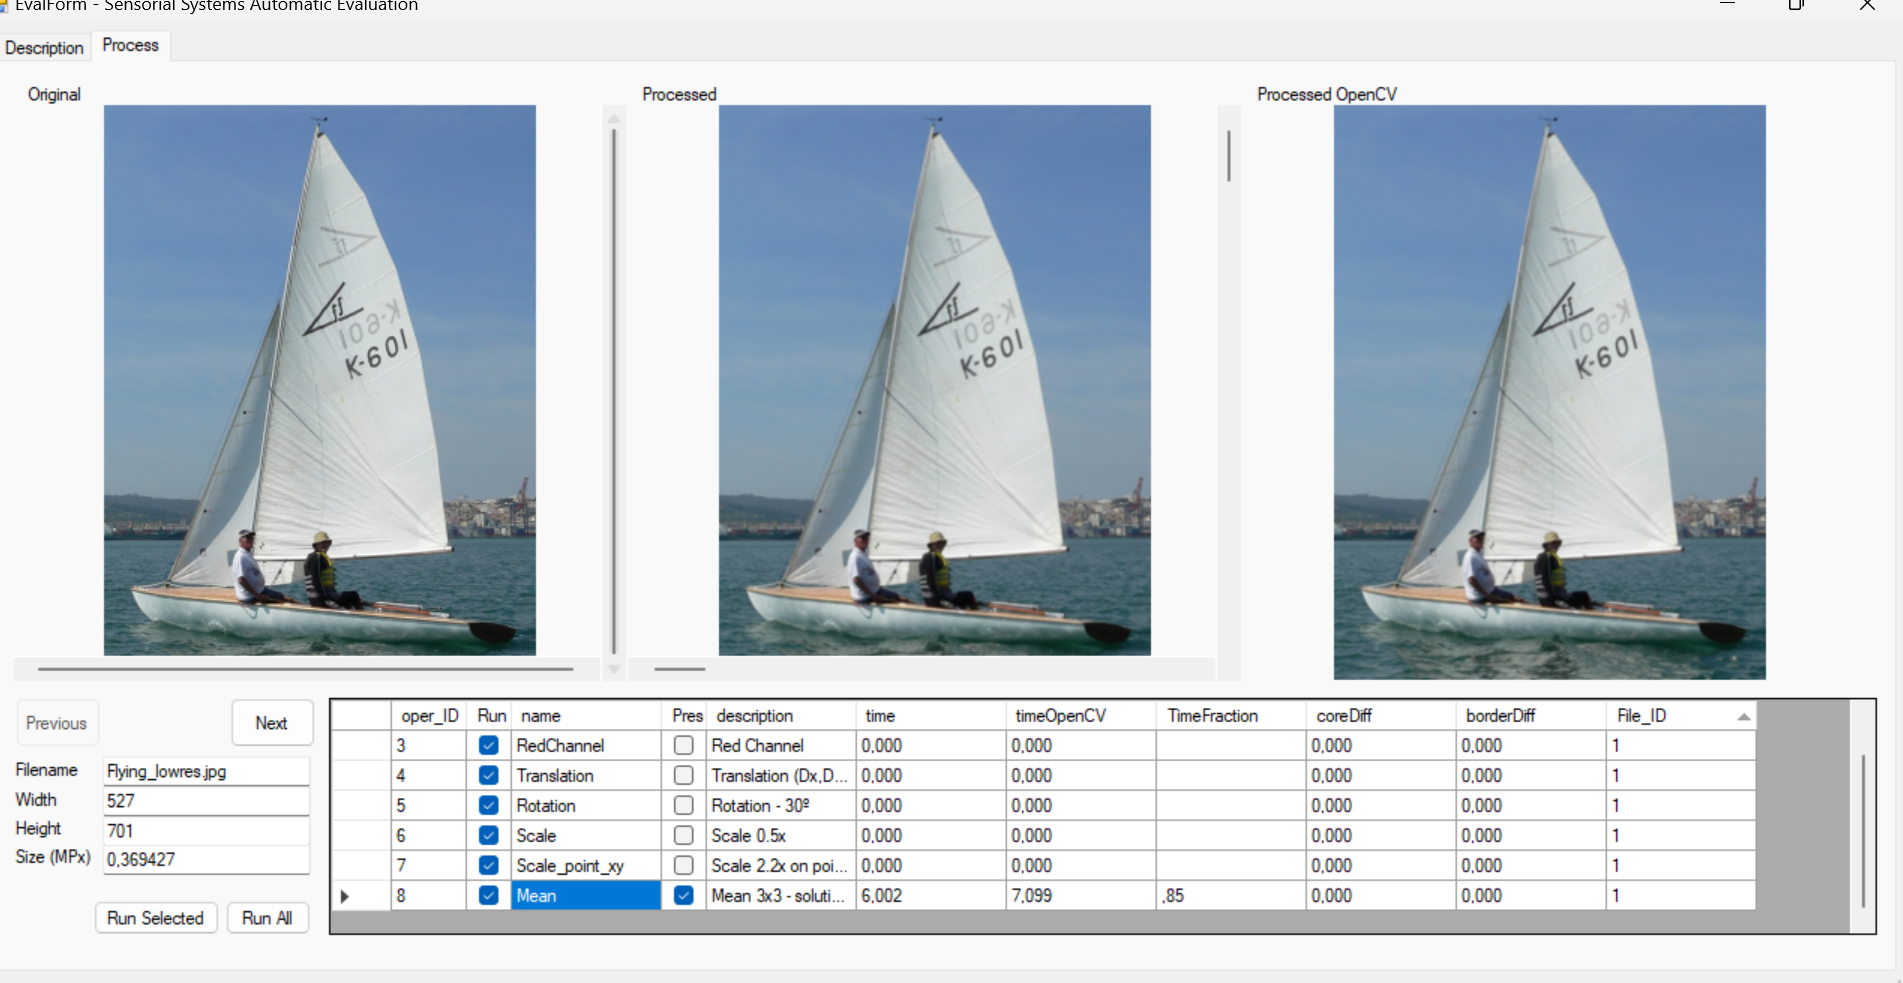 EvalForm - Sensorial Systems Automatic Evaluation
Description Process
Original Processed Processed OpenCV
K-601
K-601
K-601
Previous Next
Filename Flying_lowres.jpg
Width 527
Height 701
Size (MPx) 0,369427
Run Selected Run All
oper_ID Run name Pres description time timeOpenCV TimeFraction coreDiff borderDiff File_ID
3 RedChannel Red Channel 0,000 0,000 0,000 0,000 1
4 Translation Translation (Dx,D... 0,000 0,000 0,000 0,000 1
5 Rotation Rotation - 30º 0,000 0,000 0,000 0,000 1
6 Scale Scale 0.5x 0,000 0,000 0,000 0,000 1
7 Scale_point_xy Scale 2.2x on poi... 0,000 0,000 0,000 0,000 1
8 Mean Mean 3x3 - soluti... 6,002 7,099 ,85 0,000 0,000 1